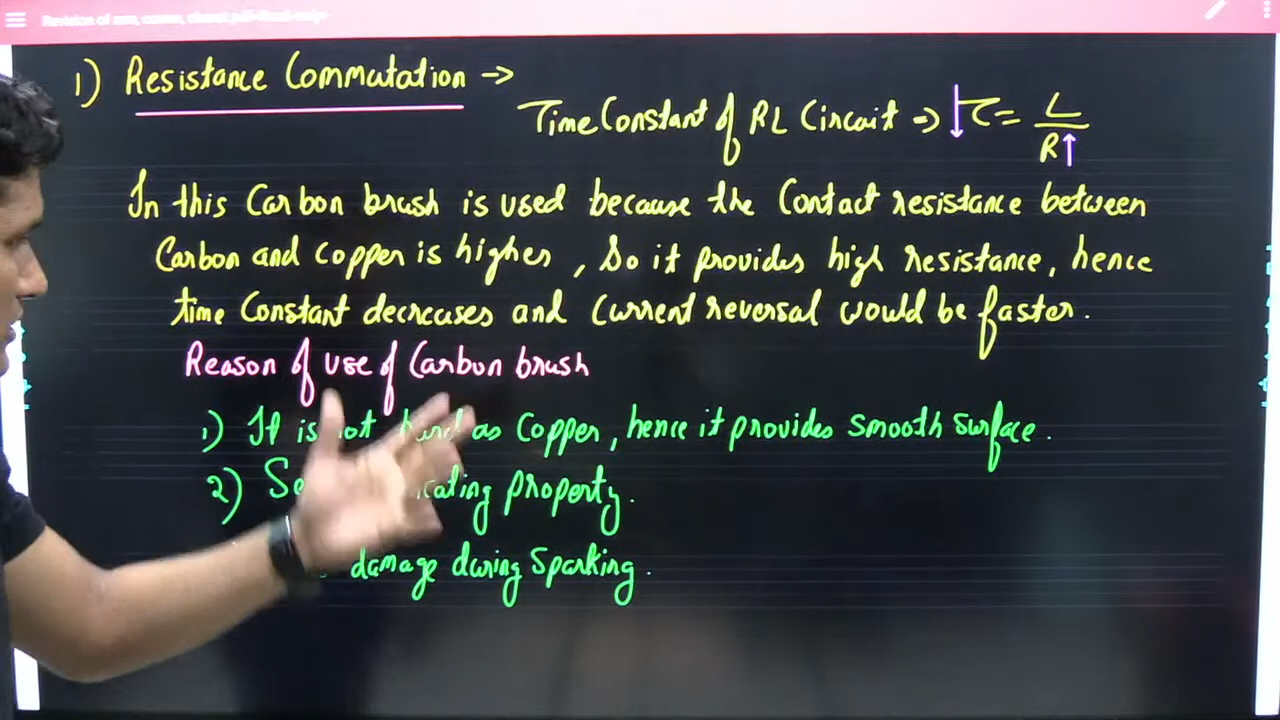 1) Resistance Commutation →
Time Constant of RL Circuit ⇒ ↓τ = L / R↑
In this Carbon brush is used because the Contact resistance between
Carbon and Copper is higher, So it provides high resistance, hence
time Constant decreases and Current reversal would be faster.
Reason of use of Carbon brush
1) It is as Copper, hence it provides smooth surface.
2) property.
damage during Sparking.